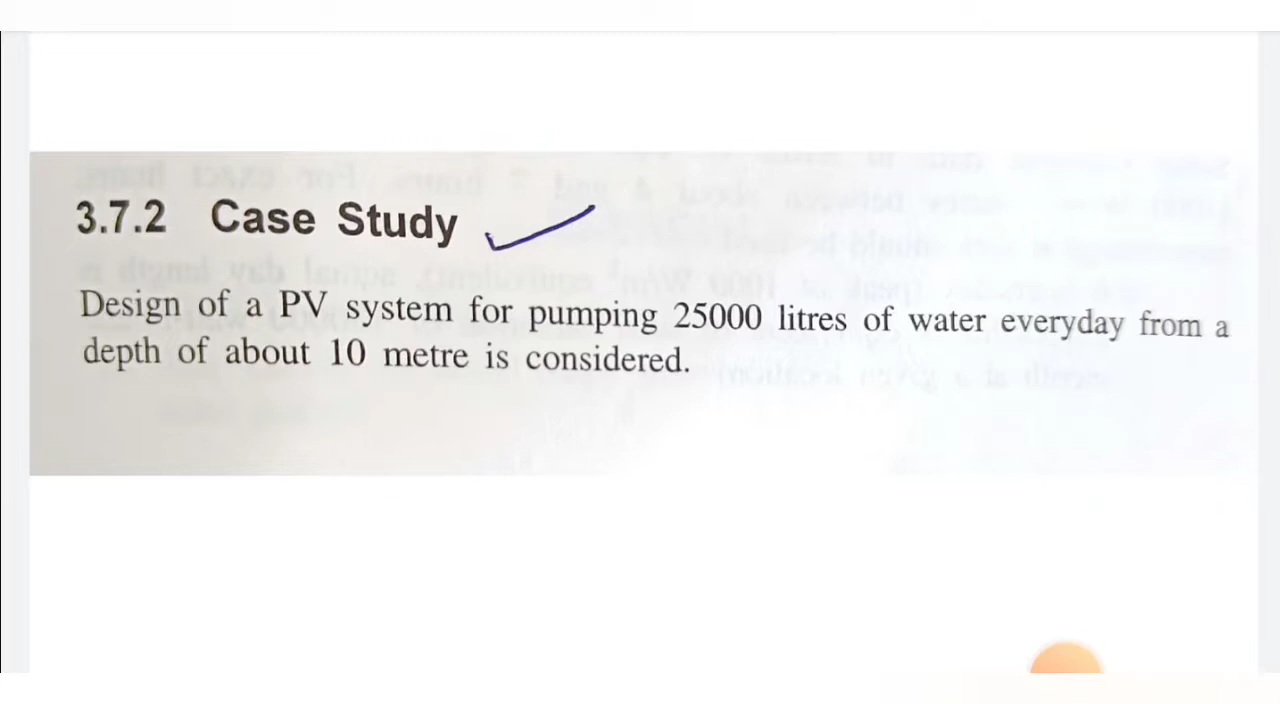 3.7.2 Case Study
Design of a PV system for pumping 25000 litres of water everyday from a
depth of about 10 metre is considered.